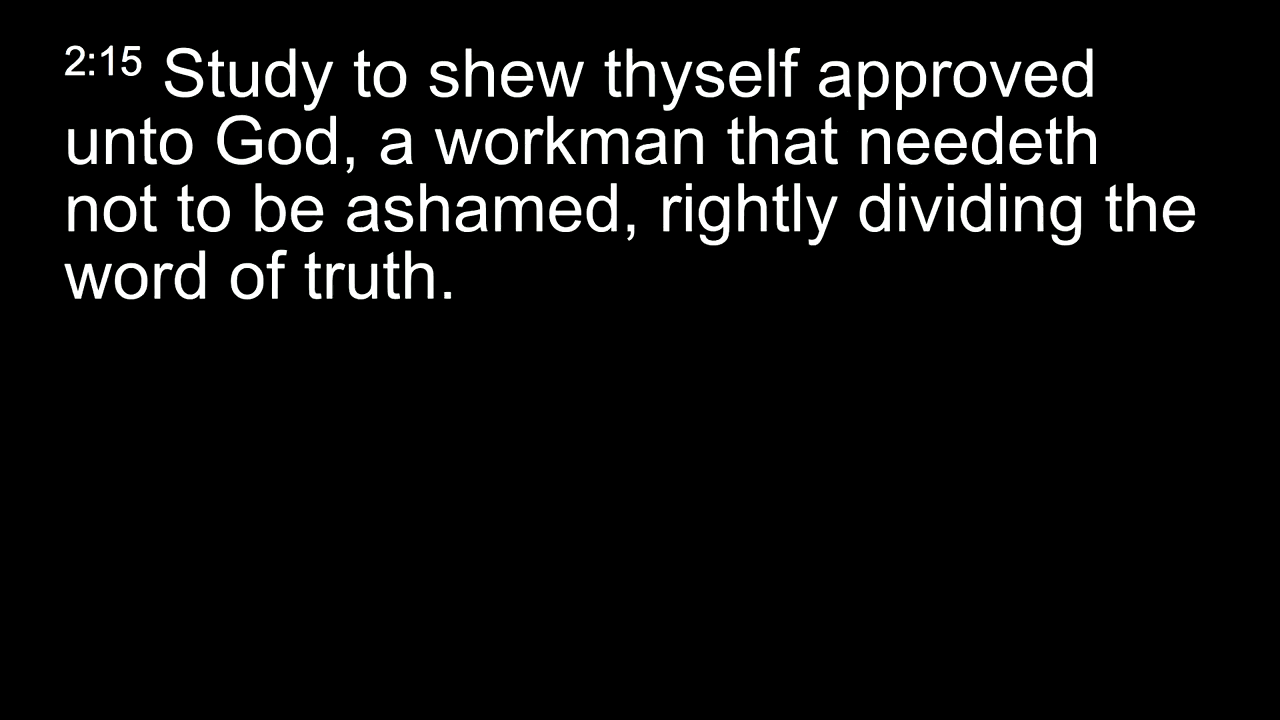 2:15 Study to shew thyself approved
unto God, a workman that needeth
not to be ashamed, rightly dividing the
word of truth.